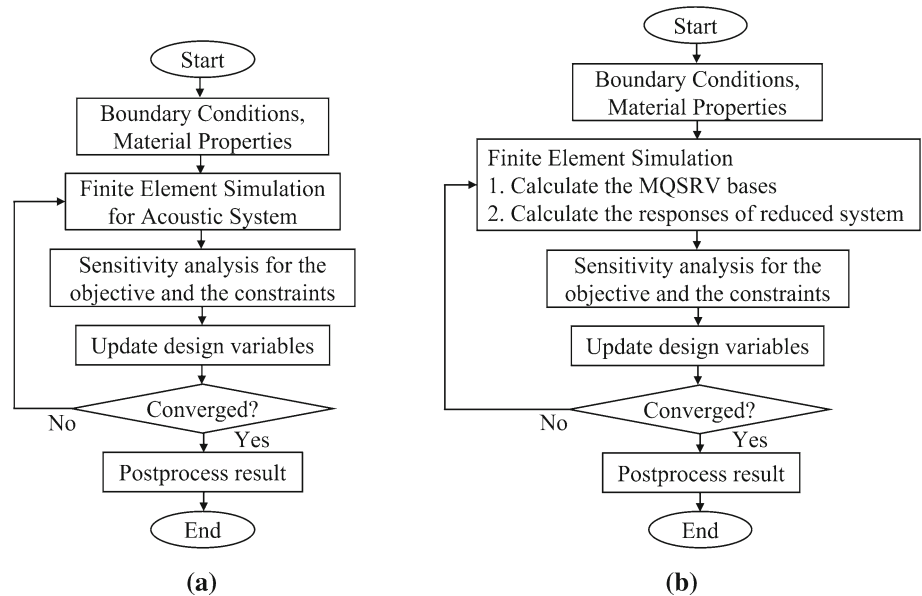 Start
Boundary Conditions,
Material Properties
Finite Element Simulation
for Acoustic System
Sensitivity analysis for the
objective and the constraints
Update design variables
Converged?
No
Yes
Postprocess result
End
(a)
Start
Boundary Conditions,
Material Properties
Finite Element Simulation
1. Calculate the MQSRV bases
2. Calculate the responses of reduced system
Sensitivity analysis for the
objective and the constraints
Update design variables
Converged?
No
Yes
Postprocess result
End
(b)